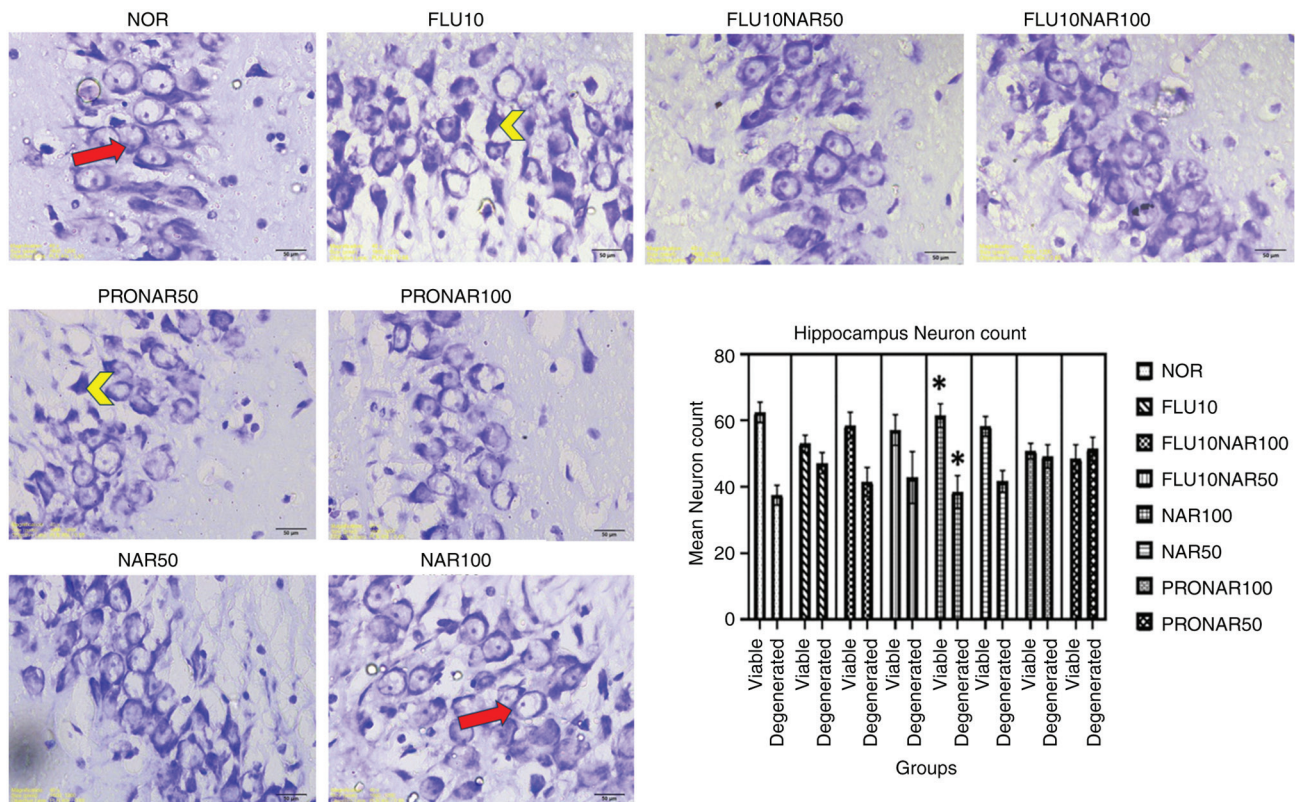 NOR
FLU10
FLU10NAR50
FLU10NAR100
50 µm
50 µm
50 µm
50 µm
PRONAR50
PRONAR100
50 µm
50 µm
NAR50
NAR100
50 µm
50 µm
Hippocampus Neuron count
Mean Neuron count
80
60
40
20
0
*
*
Viable
Degenerated
Viable
Degenerated
Viable
Degenerated
Viable
Degenerated
Viable
Degenerated
Viable
Degenerated
Viable
Degenerated
Viable
Degenerated
Groups
NOR
FLU10
FLU10NAR100
FLU10NAR50
NAR100
NAR50
PRONAR100
PRONAR50